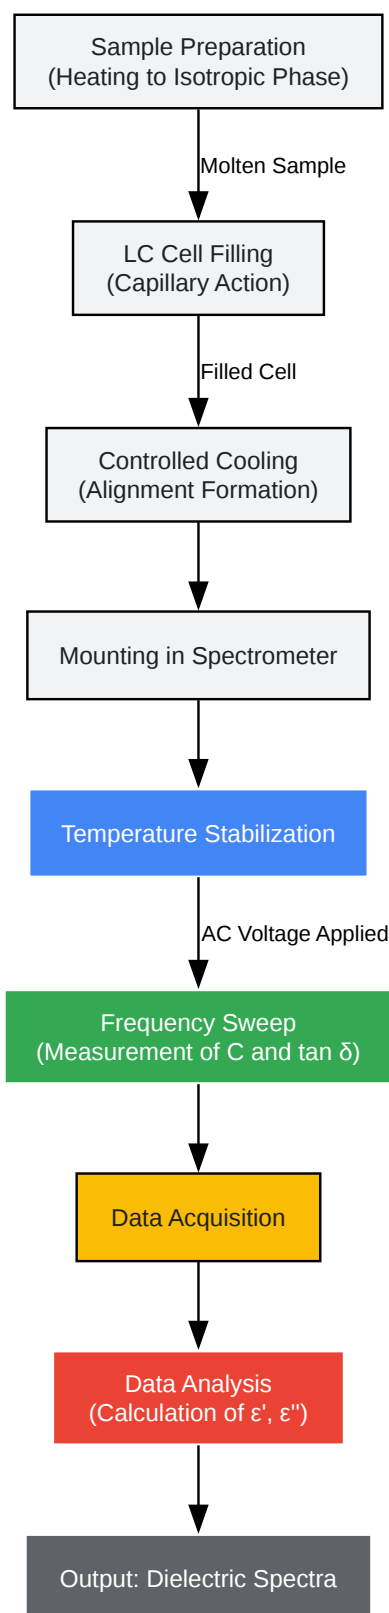 Sample Preparation
(Heating to Isotropic Phase)
Molten Sample
LC Cell Filling
(Capillary Action)
Filled Cell
Controlled Cooling
(Alignment Formation)
Mounting in Spectrometer
Temperature Stabilization
AC Voltage Applied
Frequency Sweep
(Measurement of C and tan δ)
Data Acquisition
Data Analysis
(Calculation of ε', ε'')
Output: Dielectric Spectra